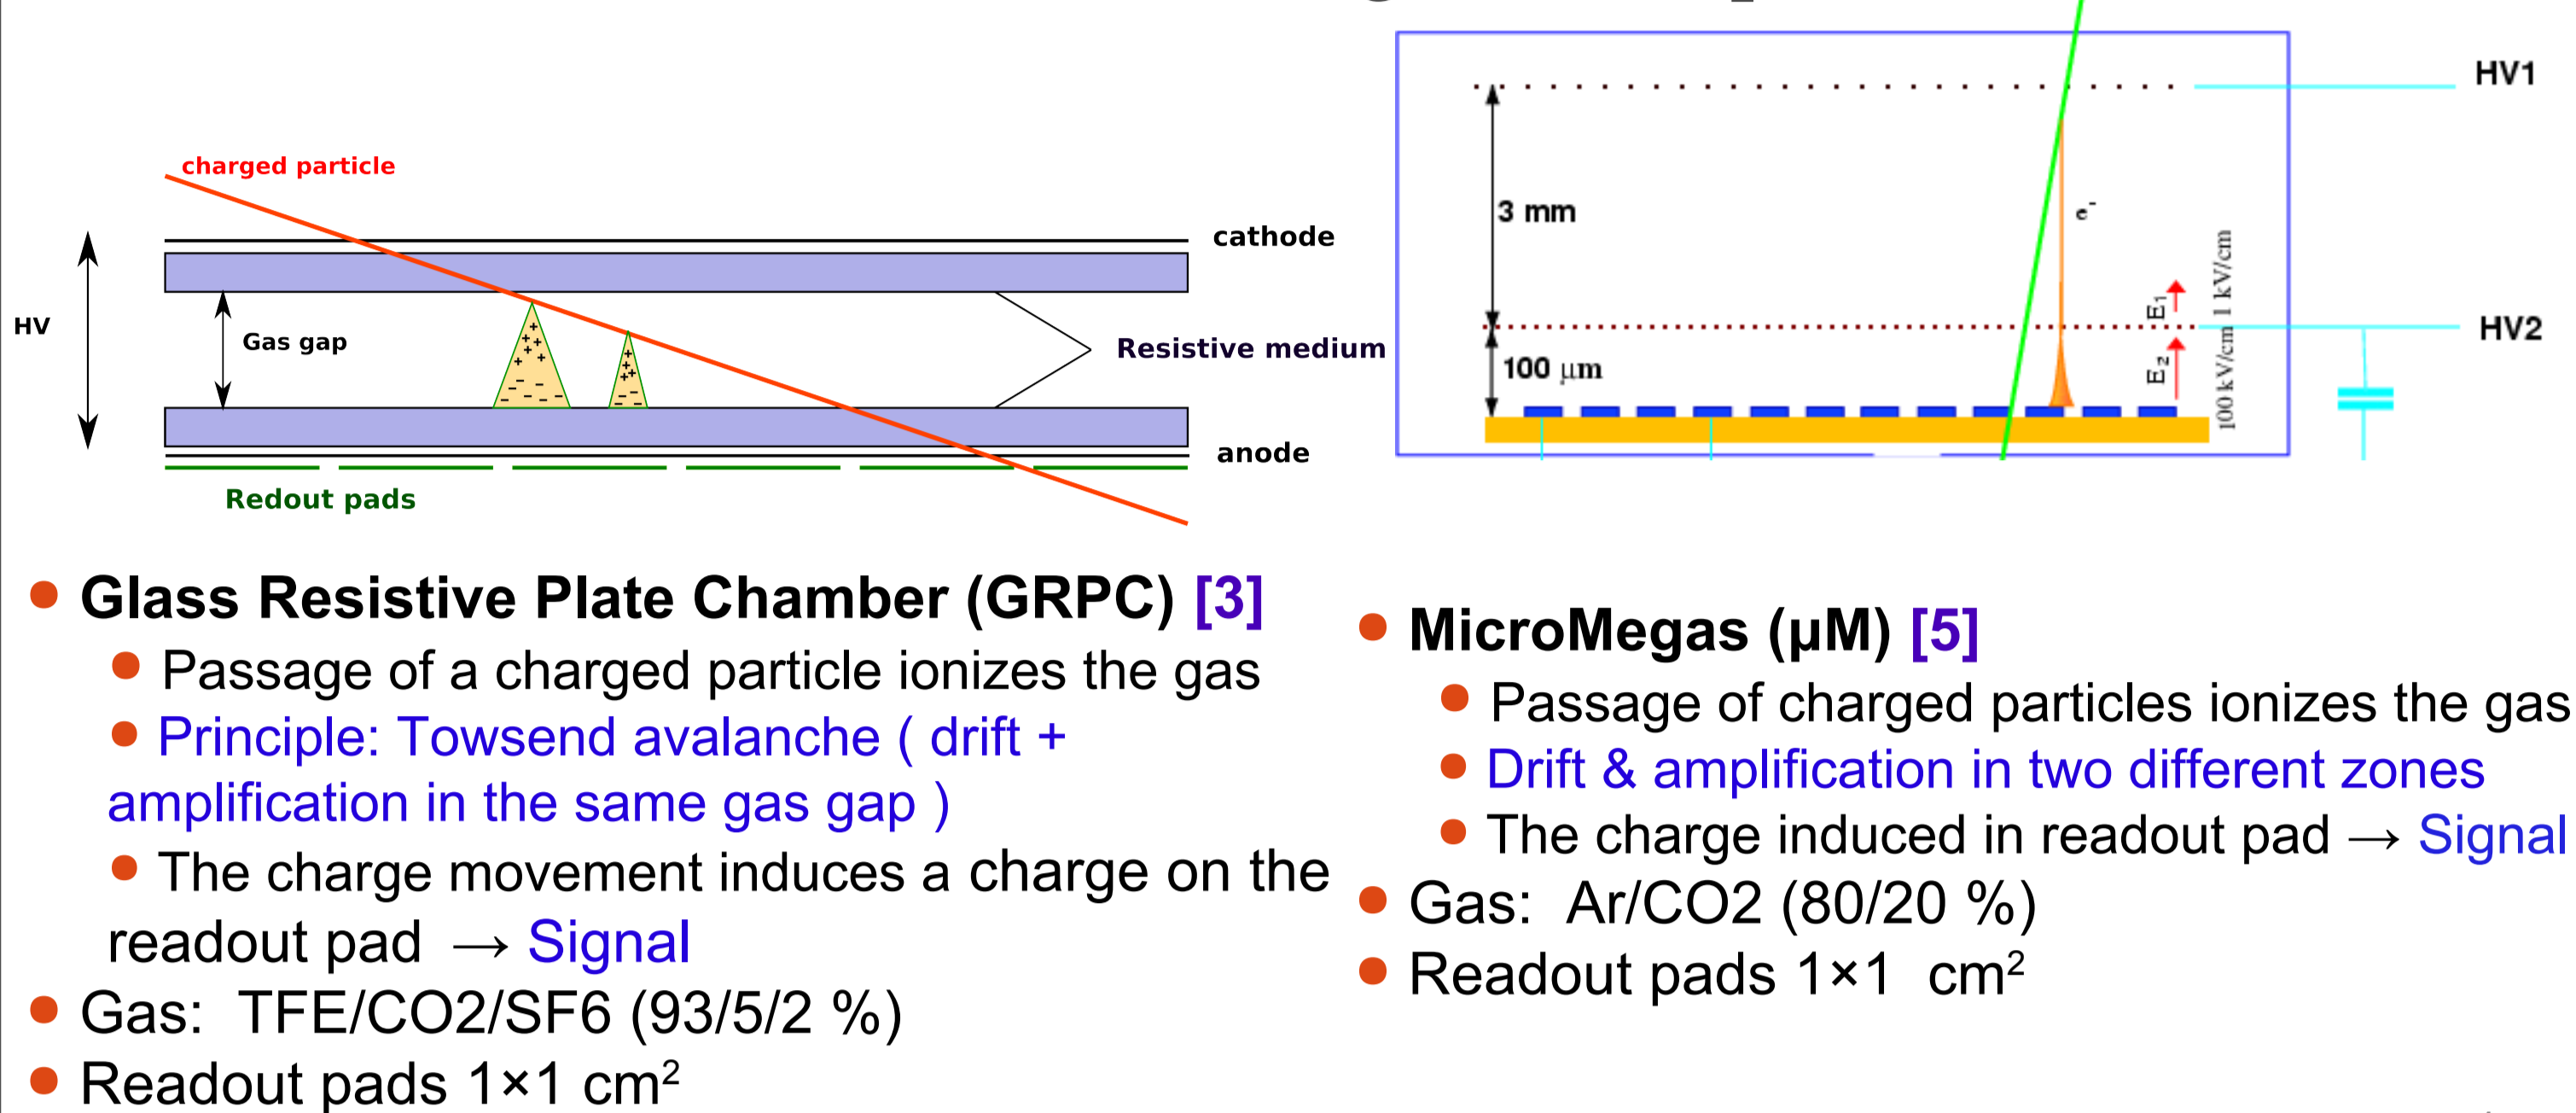 charged particle
cathode
HV
Gas gap
Resistive medium
anode
Redout pads
HV1
3 mm
e-
E1
1 kV/cm
HV2
100 μm
E2
100 kV/cm
Glass Resistive Plate Chamber (GRPC) [3]
Passage of a charged particle ionizes the gas
Principle: Towsend avalanche ( drift +
amplification in the same gas gap )
The charge movement induces a charge on the
readout pad → Signal
Gas: TFE/CO2/SF6 (93/5/2 %)
Readout pads 1×1 cm²
MicroMegas (μM) [5]
Passage of charged particles ionizes the gas
Drift & amplification in two different zones
The charge induced in readout pad → Signal
Gas: Ar/CO2 (80/20 %)
Readout pads 1×1 cm²